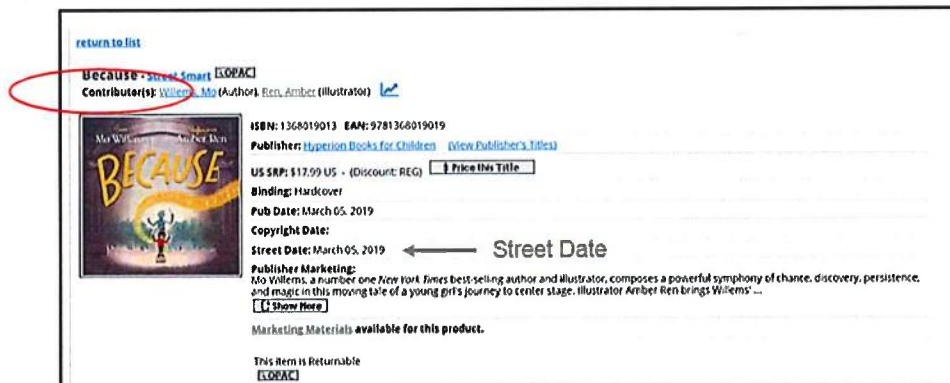 return to list
Because - Street Smart OPAC
Contributor(s): Willems, Mo (Author), Ren, Amber (Illustrator)
Mo Willems Amber Ren
BECAUSE
ISBN: 1368019013 EAN: 9781368019019
Publisher: Hyperion Books for Children (View Publisher's Titles)
US SRP: $17.99 US - (Discount: REG) $ Price this Title
Binding: Hardcover
Pub Date: March 05, 2019
Copyright Date:
Street Date: March 05, 2019 Street Date
Publisher Marketing:
Mo Willems, a number one New York Times best-selling author and illustrator, composes a powerful symphony of chance, discovery, persistence,
and magic in this moving tale of a young girl's journey to center stage. Illustrator Amber Ren brings Willems' ...
Show More
Marketing Materials available for this product.
This item is Returnable
OPAC